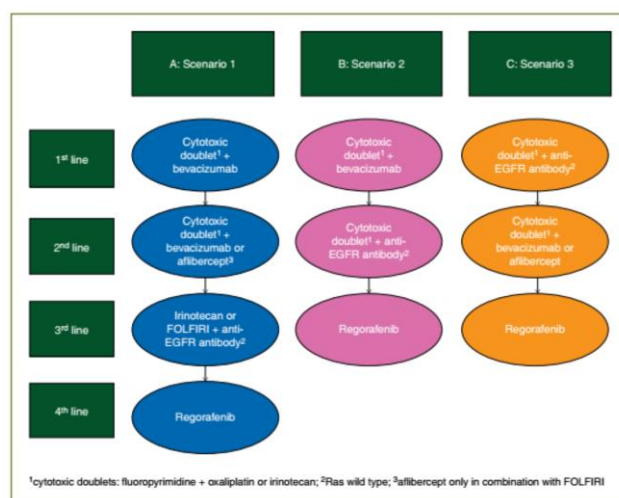 A: Scenario 1
B: Scenario 2
C: Scenario 3
1st line
Cytotoxic
doublet¹ +
bevacizumab
Cytotoxic
doublet¹ +
bevacizumab
Cytotoxic
doublet¹ + anti-
EGFR antibody²
2nd line
Cytotoxic
doublet¹ +
bevacizumab or
aflibercept³
Cytotoxic
doublet¹ + anti-
EGFR antibody²
Cytotoxic
doublet¹ +
bevacizumab or
aflibercept
3rd line
Irinotecan or
FOLFIRI + anti-
EGFR antibody²
Regorafenib
Regorafenib
4th line
Regorafenib
¹cytotoxic doublets: fluoropyrimidine + oxaliplatin or irinotecan; ²Ras wild type; ³aflibercept only in combination with FOLFIRI